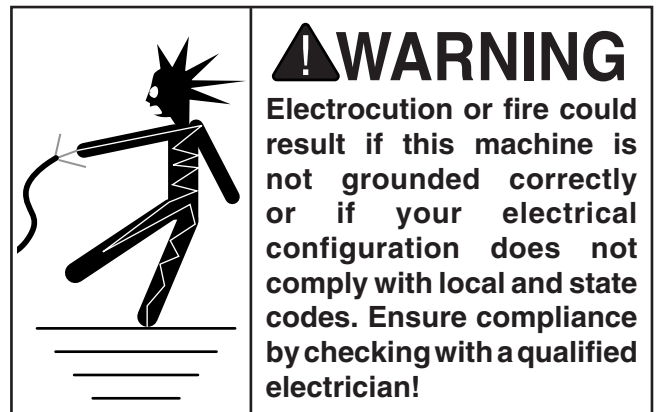 WARNING
Electrocution or fire could
result if this machine is
not grounded correctly
or if your electrical
configuration does not
comply with local and state
codes. Ensure compliance
by checking with a qualified
electrician!